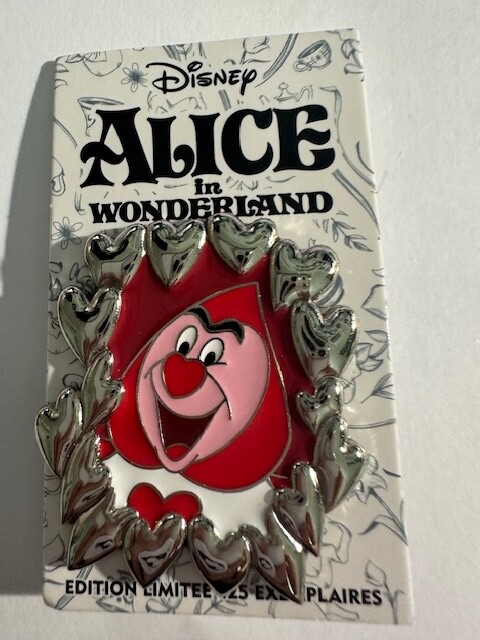 Disney
ALICE
in
WONDERLAND
EDITION LIMITEE 25 EXEMPLAIRES